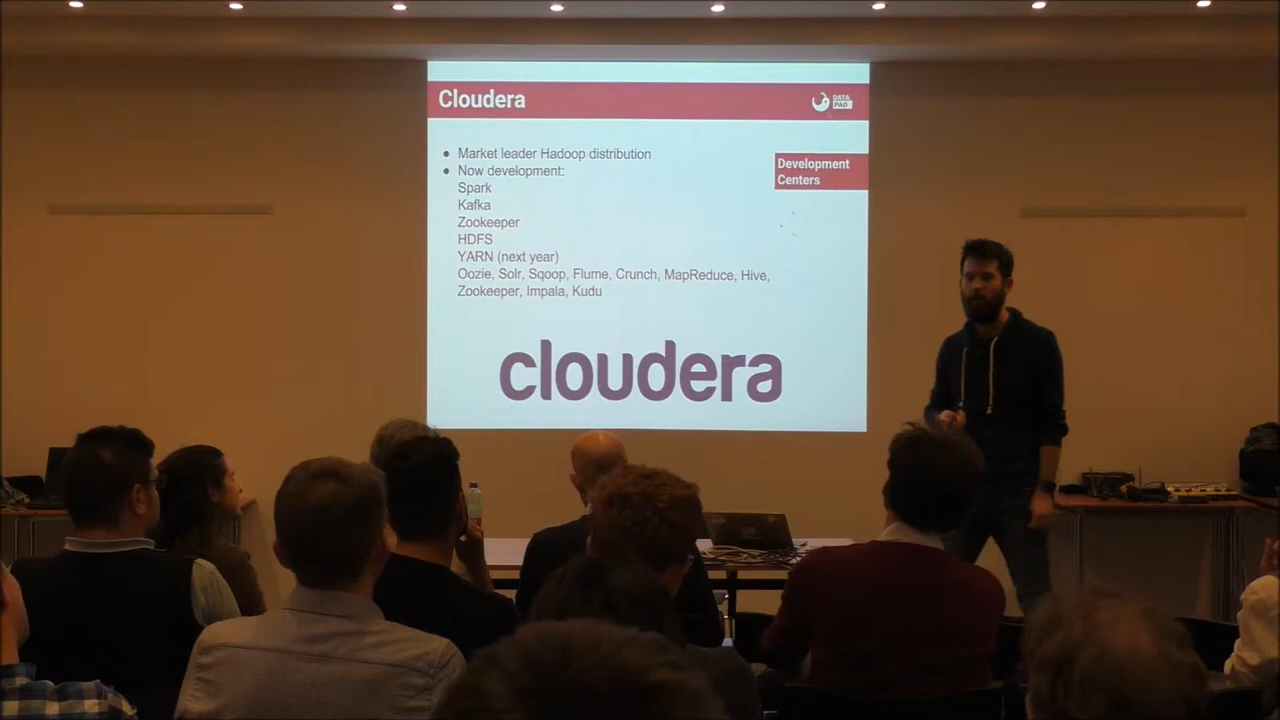 Cloudera
DATA
PAO
• Market leader Hadoop distribution
• Now development:
Spark
Kafka
Zookeeper
HDFS
YARN (next year)
Oozie, Solr, Sqoop, Flume, Crunch, MapReduce, Hive,
Zookeeper, Impala, Kudu
Development
Centers
cloudera